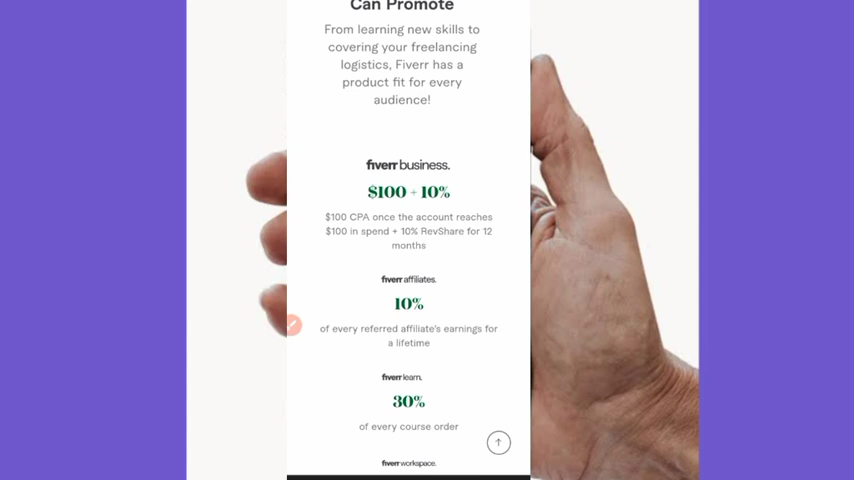 Can Promote
From learning new skills to
covering your freelancing
logistics, Fiverr has a
product fit for every
audience!
fiverr business.
$100 + 10%
$100 CPA once the account reaches
$100 in spend + 10% RevShare for 12
months
fiverr affiliates.
10%
of every referred affiliate's earnings for
a lifetime
fiverr learn.
30%
of every course order
fiverr workspace.